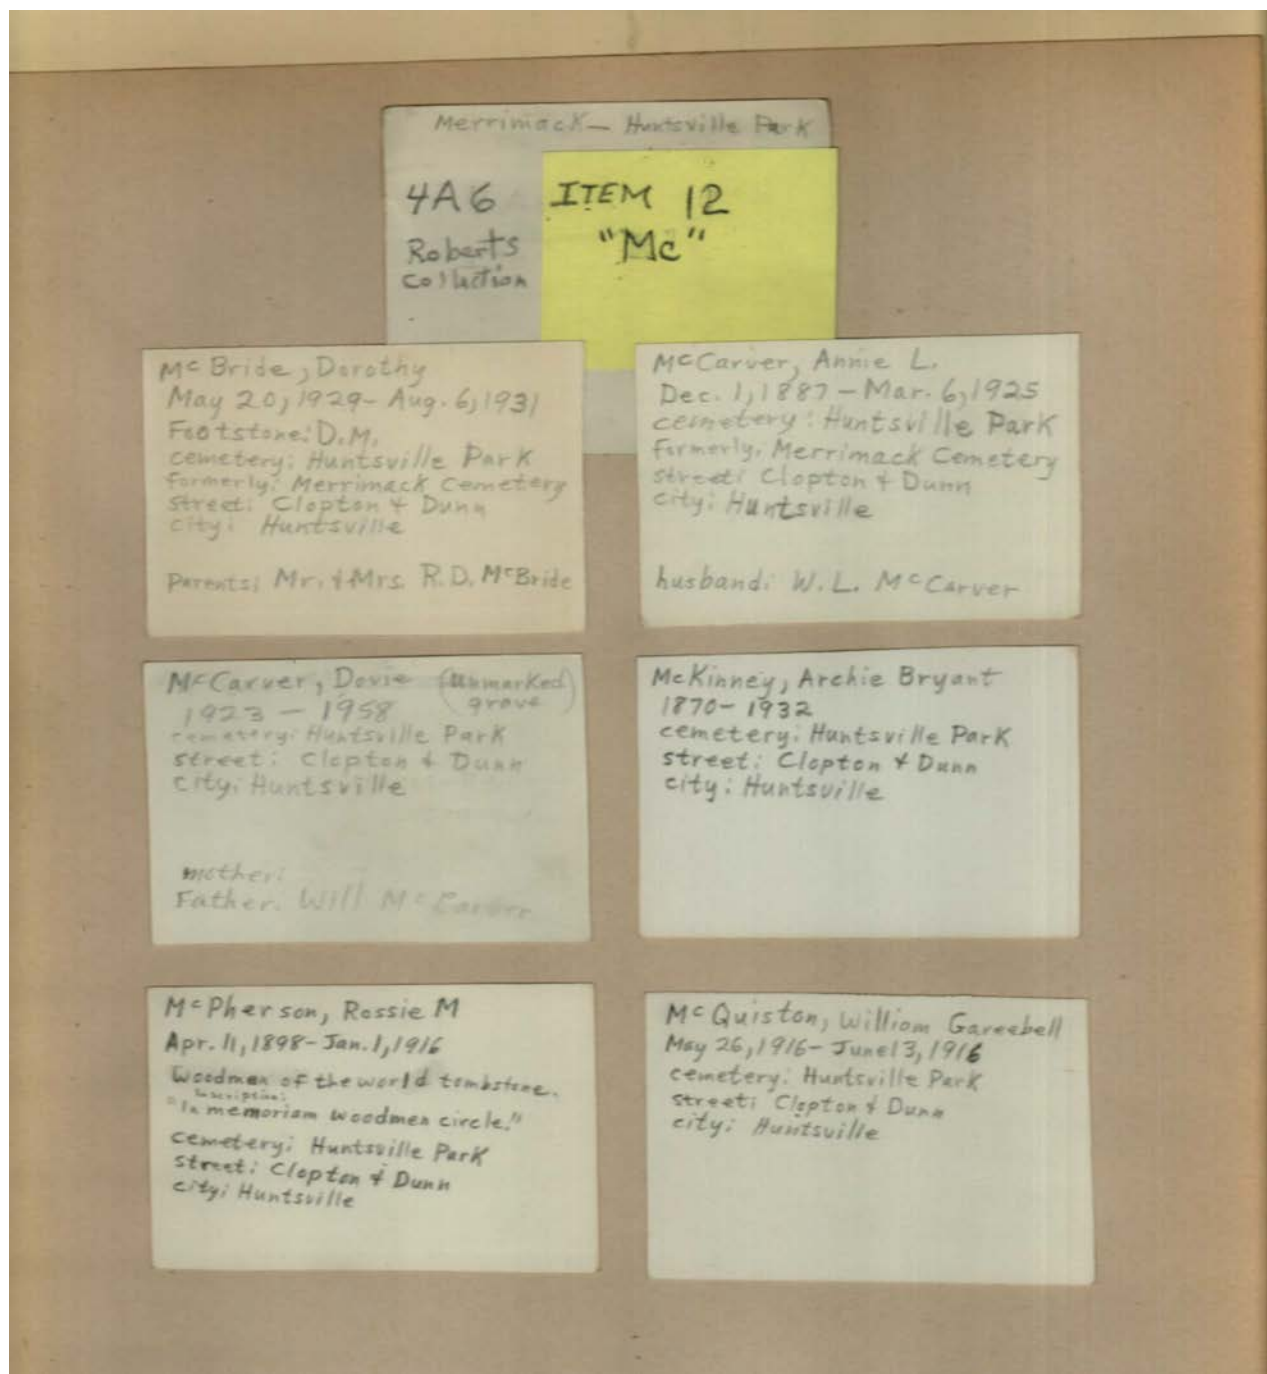 Merrimack - Huntsville Park
4A6
Roberts
Collection
ITEM 12
"Mc"
McBride, Dorothy
May 20, 1929 - Aug. 6, 1931
Footstone: D.M.
cemetery: Huntsville Park
formerly: Merrimack Cemetery
street: Clopton & Dunn
city: Huntsville
Parents: Mr. & Mrs. R.D. McBride
McCarver, Annie L.
Dec. 1, 1887 - Mar. 6, 1925
cemetery: Huntsville Park
formerly: Merrimack Cemetery
street: Clopton & Dunn
city: Huntsville
husband: W. L. McCarver
McCarver, Dovie (unmarked
grave)
1923 - 1958
cemetery: Huntsville Park
street: Clopton & Dunn
city: Huntsville
mother:
Father: Will McCarver
McKinney, Archie Bryant
1870 - 1932
cemetery: Huntsville Park
street: Clopton & Dunn
city: Huntsville
McPherson, Rossie M
Apr. 11, 1898 - Jan. 1, 1916
Woodmen of the world tombstone.
Inscription:
"In memoriam woodmen circle."
cemetery: Huntsville Park
street: Clopton & Dunn
city: Huntsville
McQuiston, William Gareebell
May 26, 1916 - June 13, 1916
cemetery: Huntsville Park
street: Clopton & Dunn
city: Huntsville